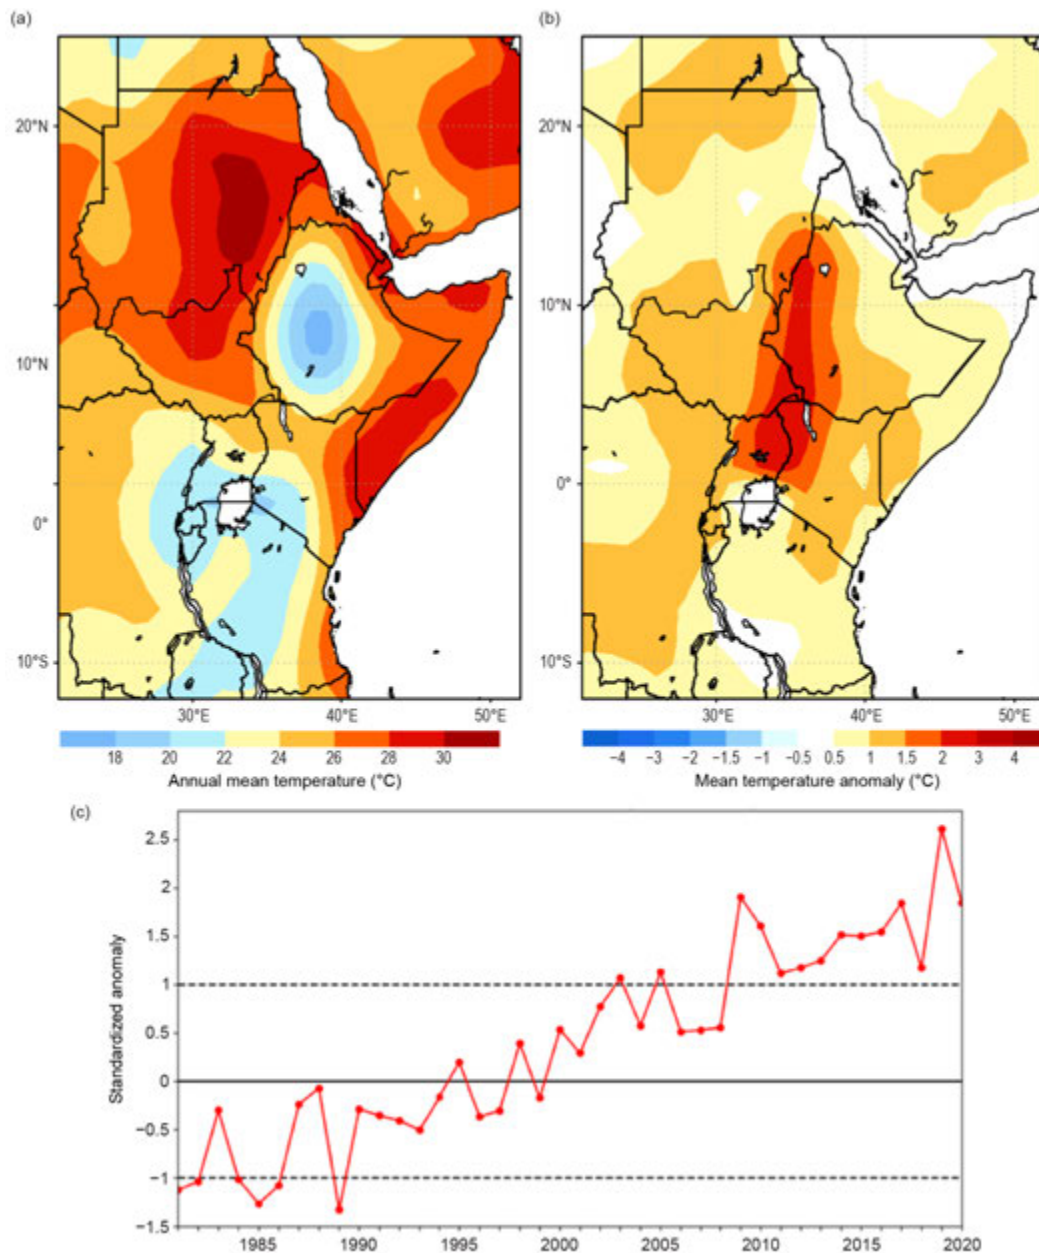 (a)
(b)
20°N
20°N
10°N
10°N
0°
0°
10°S
10°S
30°E 40°E 50°E
30°E 40°E 50°E
18 20 22 24 26 28 30
Annual mean temperature (°C)
−4 −3 −2 −1.5 −1 −0.5 0.5 1 1.5 2 3 4
Mean temperature anomaly (°C)
(c)
2.5
2
1.5
1
0.5
0
−0.5
−1
−1.5
Standardized anomaly
1985 1990 1995 2000 2005 2010 2015 2020